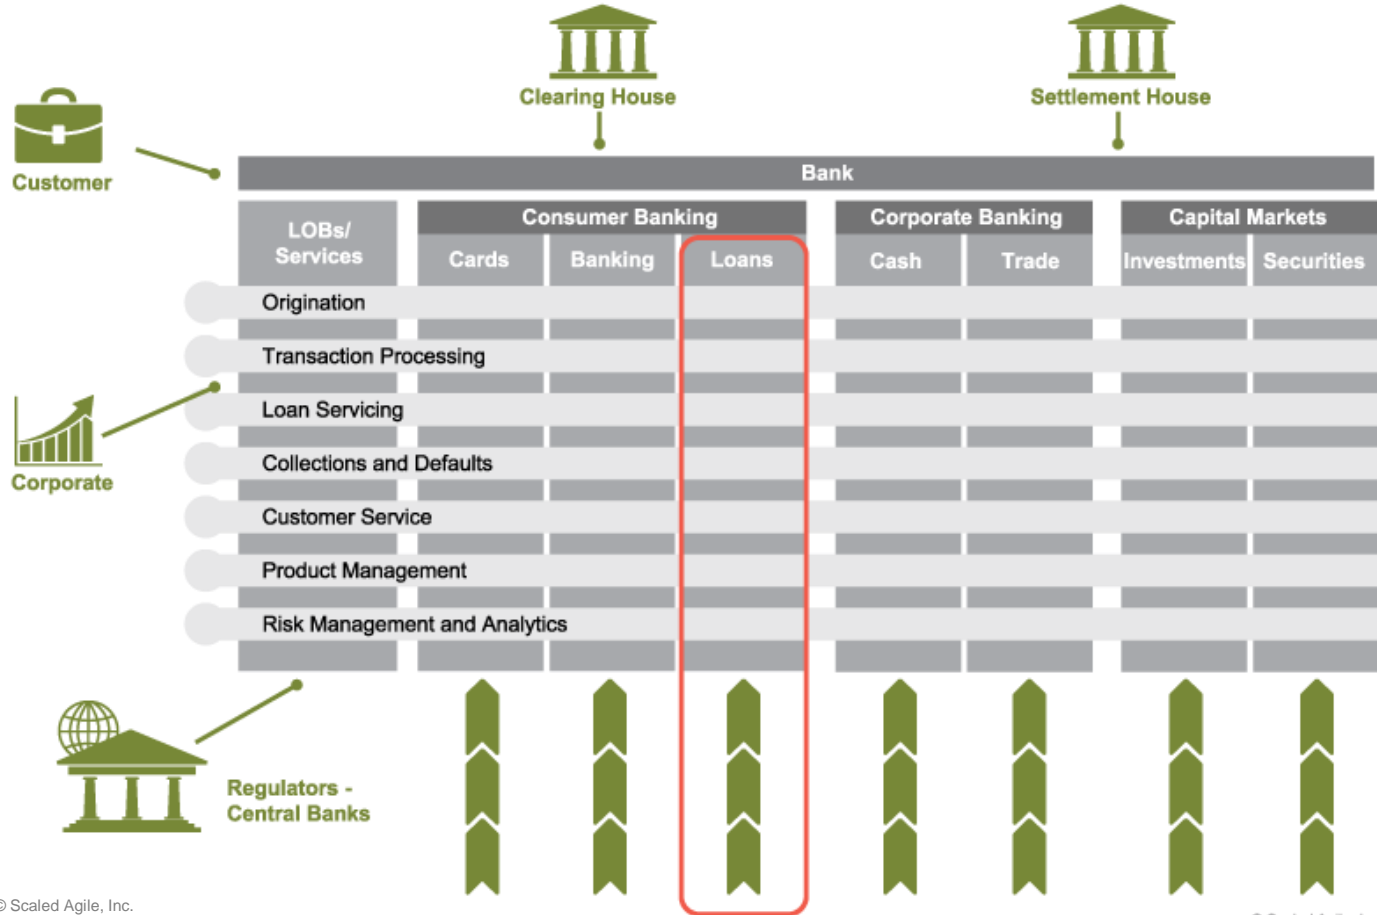 Clearing House
Settlement House
Customer
Bank
LOBs/
Services
Consumer Banking
Corporate Banking
Capital Markets
Cards
Banking
Loans
Cash
Trade
Investments
Securities
Origination
Transaction Processing
Loan Servicing
Collections and Defaults
Customer Service
Product Management
Risk Management and Analytics
Corporate
Regulators -
Central Banks
© Scaled Agile, Inc.